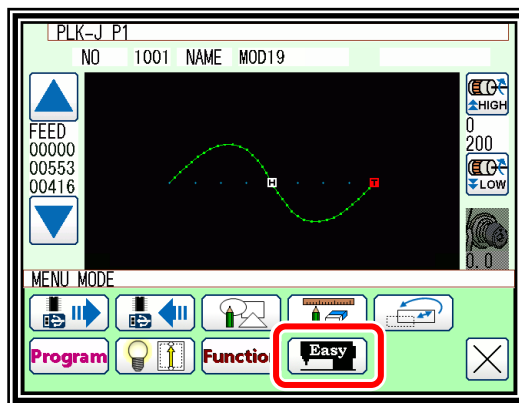 PLK-J P1
NO 1001 NAME MOD19
HIGH
FEED
00000
00553
00416
0
200
LOW
H
T
0.0
MENU MODE
Program
Functio
Easy